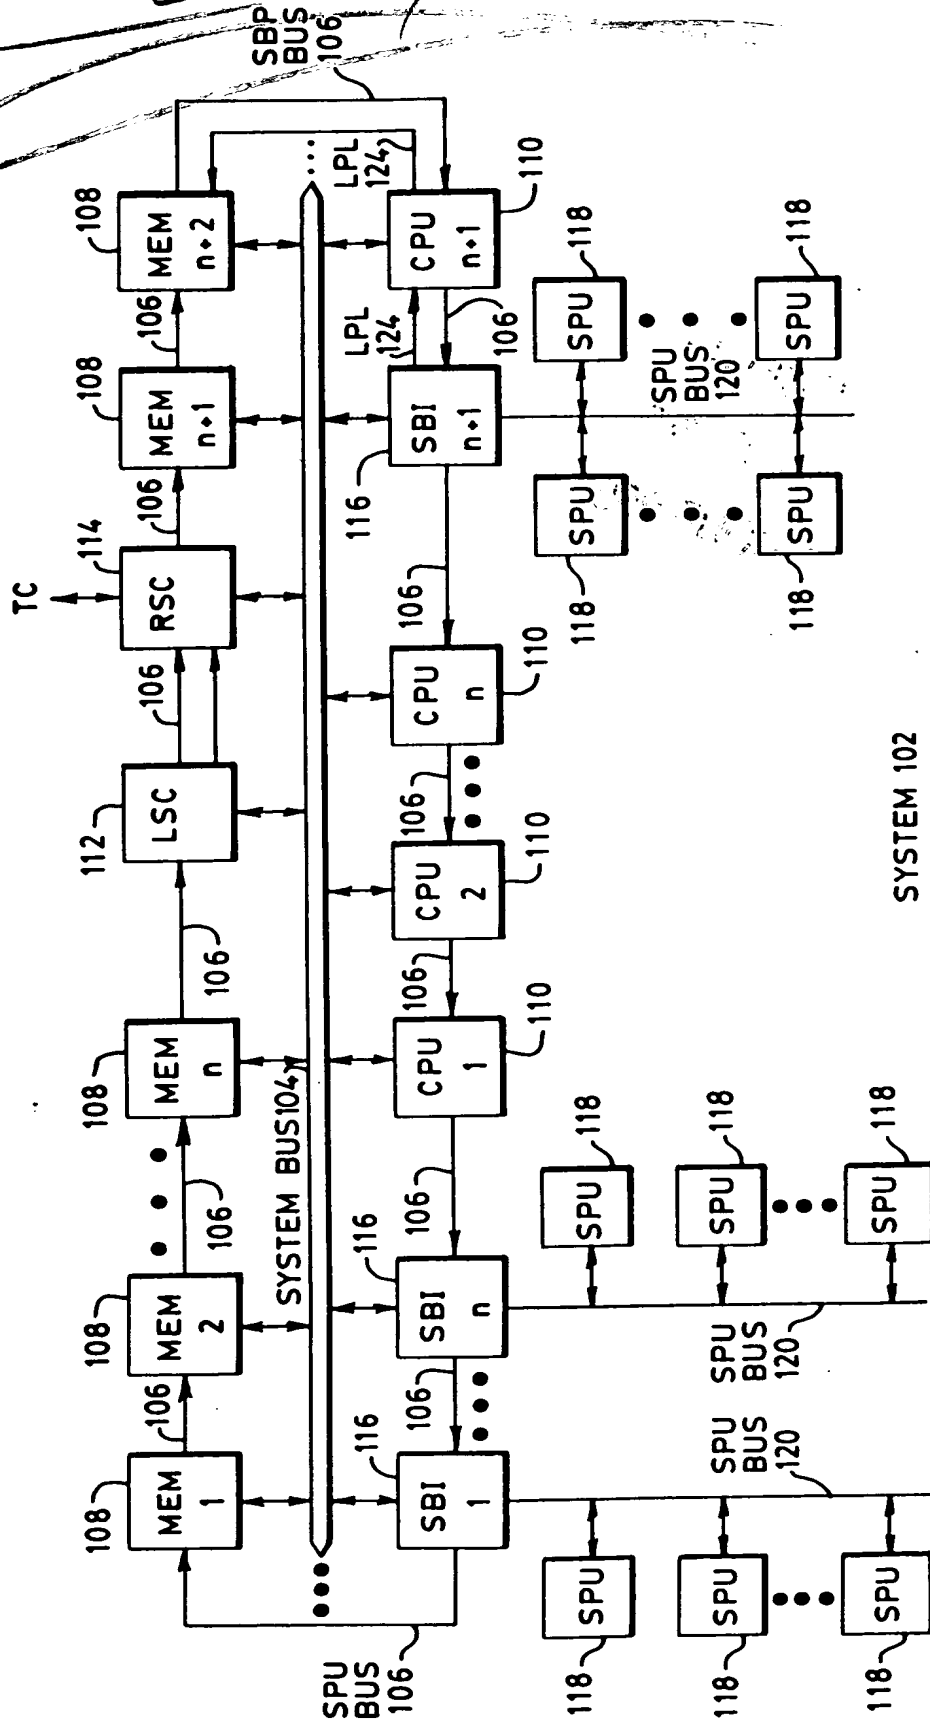 TC
SBP
BUS
106
108
108
108
112
114
108
108
MEM
1
106
MEM
2
106
MEM
n
106
LSC
106
RSC
106
MEM
n+1
106
MEM
n+2
SYSTEM BUS 104
...
LPL
124
LPL
124
SPU
BUS
106
116
SBI
1
106
116
SBI
n
106
CPU
1
110
106
CPU
2
110
106
CPU
n
110
106
116
SBI
n+1
106
CPU
n+1
110
118
SPU
SPU
118
118
SPU
SPU
118
118
SPU
SPU
118
SPU
BUS
120
SPU
BUS
120
118
SPU
SPU
118
118
SPU
SPU
118
SPU
BUS
120
SYSTEM 102